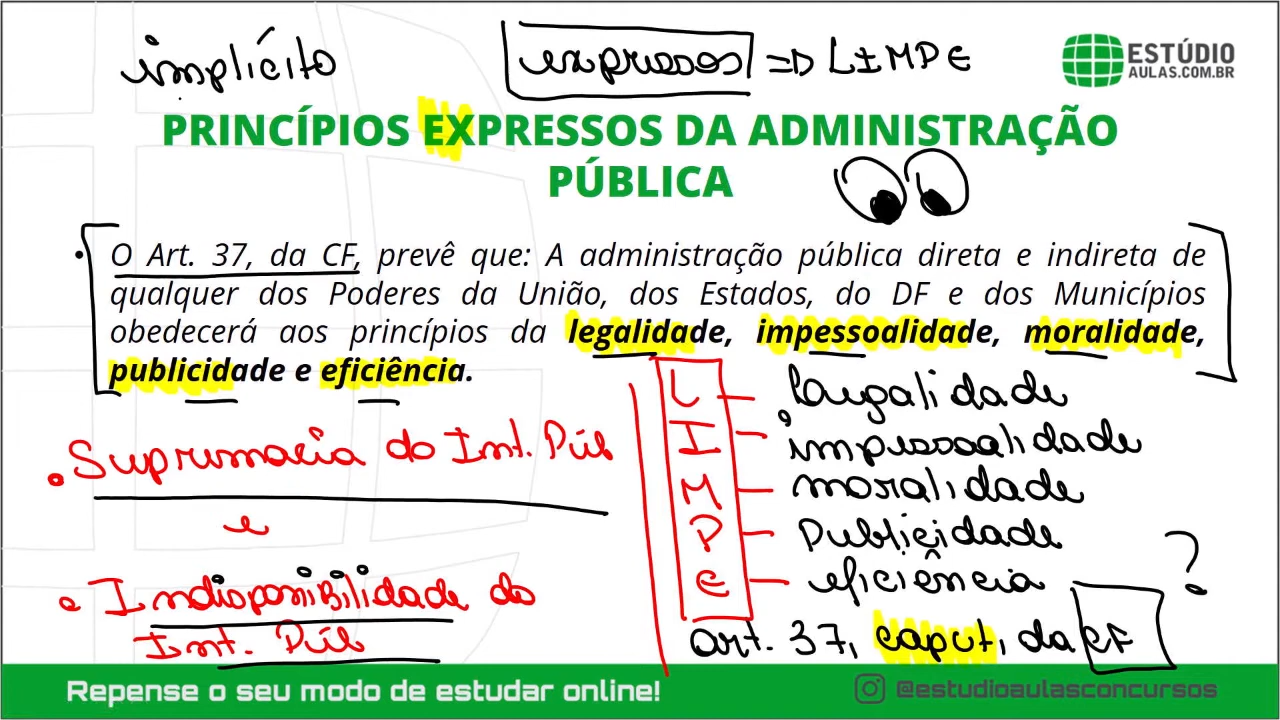 implícito
expressos => LIMPE
ESTÚDIO
AULAS.COM.BR
PRINCÍPIOS EXPRESSOS DA ADMINISTRAÇÃO
PÚBLICA
• O Art. 37, da CF, prevê que: A administração pública direta e indireta de
qualquer dos Poderes da União, dos Estados, do DF e dos Municípios
obedecerá aos princípios da legalidade, impessoalidade, moralidade,
publicidade e eficiência.
• Supremacia do Int. Púb
e
• Indisponibilidade do
Int. Púb
L — Legalidade
I — impessoalidade
M — moralidade
P — Publicidade
E — eficiência
?
art. 37, caput, da CF
Repense o seu modo de estudar online!
@estudioaulasconcursos